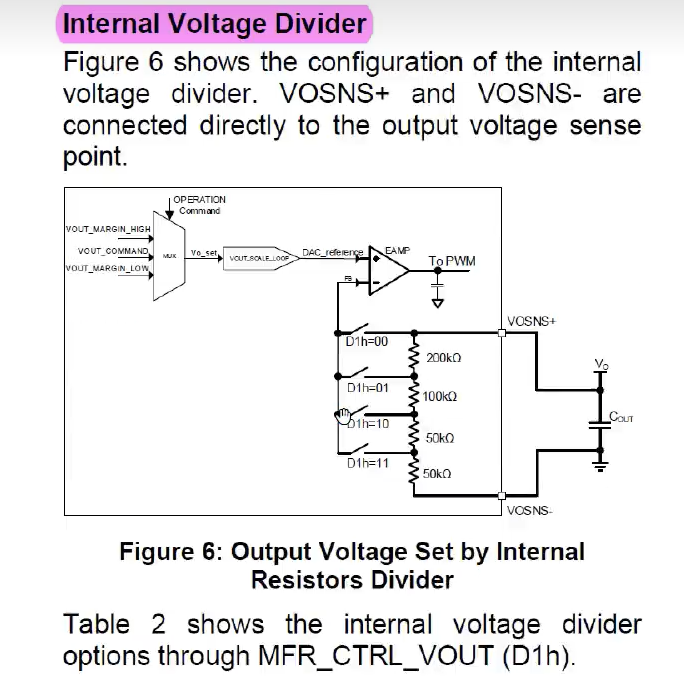 Internal Voltage Divider
Figure 6 shows the configuration of the internal
voltage divider. VOSNS+ and VOSNS- are
connected directly to the output voltage sense
point.
OPERATION
Command
VOUT_MARGIN_HIGH
VOUT_COMMAND
VOUT_MARGIN_LOW
MUX
Vo_set
VOUT_SCALE_LOOP
DAC_reference
EAMP
To PWM
FB
VOSNS+
D1h=00
200kΩ
D1h=01
100kΩ
D1h=10
50kΩ
D1h=11
50kΩ
Vo
COUT
VOSNS-
Figure 6: Output Voltage Set by Internal
Resistors Divider
Table 2 shows the internal voltage divider
options through MFR_CTRL_VOUT (D1h).